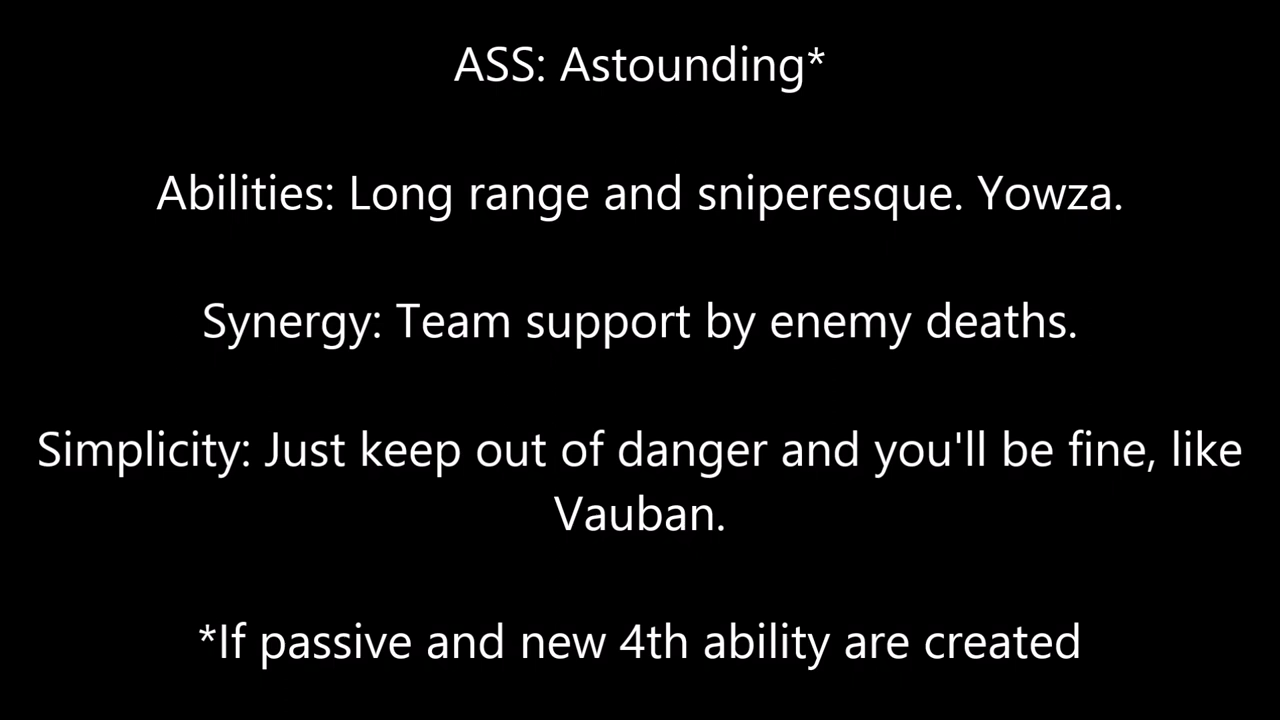 ASS: Astounding*
Abilities: Long range and sniperesque. Yowza.
Synergy: Team support by enemy deaths.
Simplicity: Just keep out of danger and you'll be fine, like
Vauban.
*If passive and new 4th ability are created